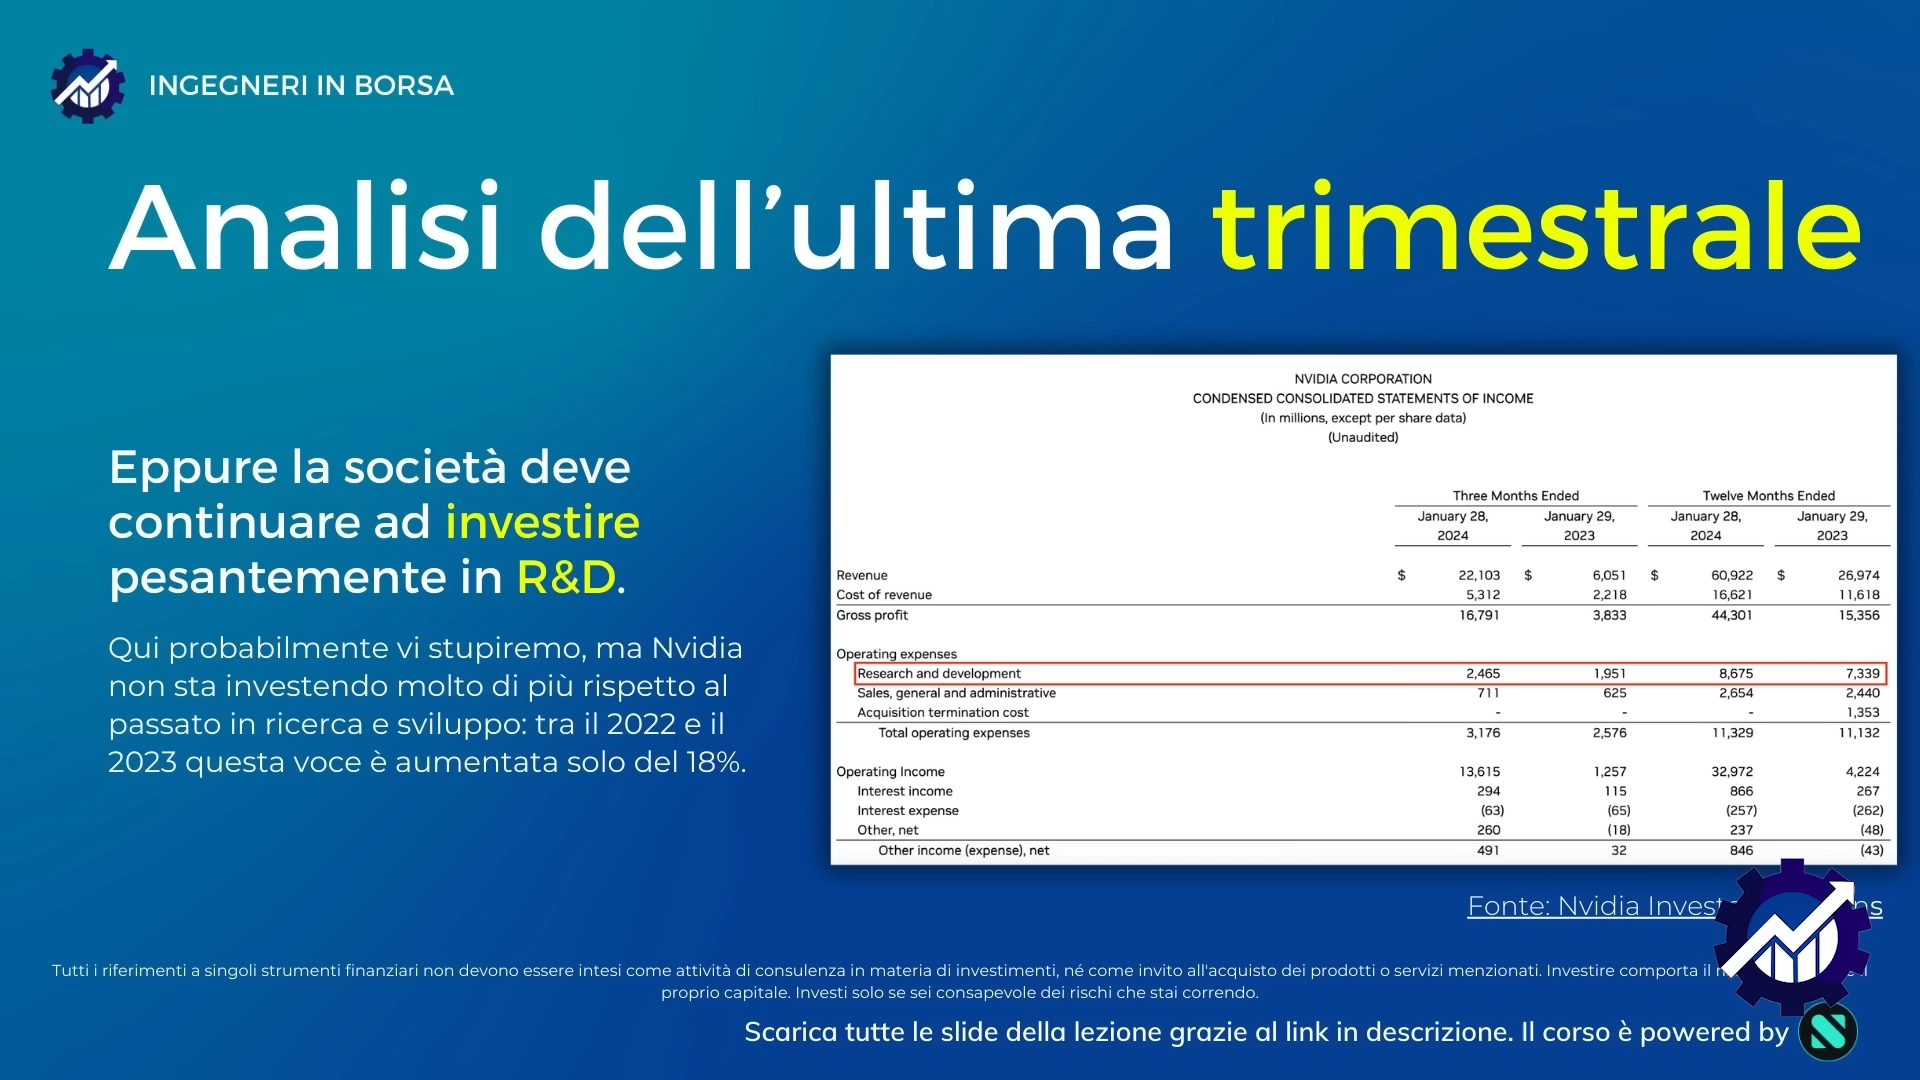 INGEGNERI IN BORSA
Analisi dell’ultima trimestrale
Eppure la società deve
continuare ad investire
pesantemente in R&D.
Qui probabilmente vi stupiremo, ma Nvidia
non sta investendo molto di più rispetto al
passato in ricerca e sviluppo: tra il 2022 e il
2023 questa voce è aumentata solo del 18%.
NVIDIA CORPORATION
CONDENSED CONSOLIDATED STATEMENTS OF INCOME
(In millions, except per share data)
(Unaudited)
Three Months Ended Twelve Months Ended
January 28, January 29, January 28, January 29,
2024 2023 2024 2023
Revenue $ 22,103 $ 6,051 $ 60,922 $ 26,974
Cost of revenue 5,312 2,218 16,621 11,618
Gross profit 16,791 3,833 44,301 15,356
Operating expenses
Research and development 2,465 1,951 8,675 7,339
Sales, general and administrative 711 625 2,654 2,440
Acquisition termination cost - - - 1,353
Total operating expenses 3,176 2,576 11,329 11,132
Operating Income 13,615 1,257 32,972 4,224
Interest income 294 115 866 267
Interest expense (63) (65) (257) (262)
Other, net 260 (18) 237 (48)
Other income (expense), net 491 32 846 (43)
Fonte: Nvidia
Tutti i riferimenti a singoli strumenti finanziari non devono essere intesi come attività di consulenza in materia di investimenti, né come invito all'acquisto dei prodotti o servizi menzionati. Investire comporta il
proprio capitale. Investi solo se sei consapevole dei rischi che stai correndo.
Scarica tutte le slide della lezione grazie al link in descrizione. Il corso è powered by